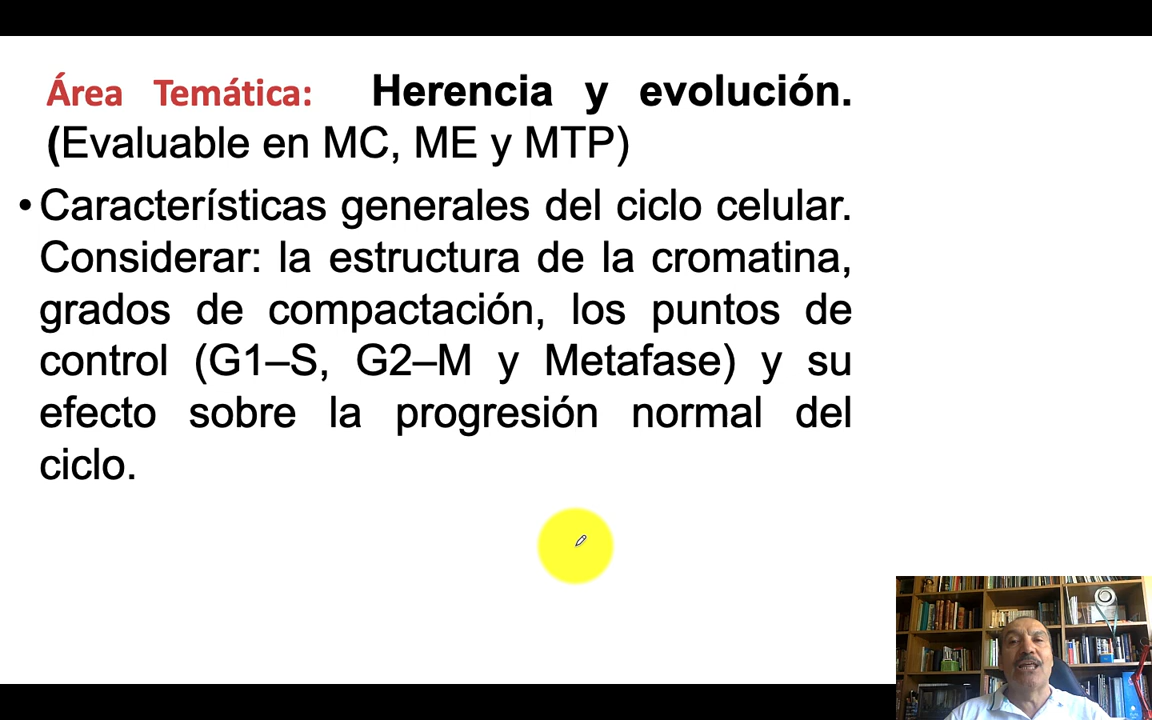 Área Temática: Herencia y evolución.
(Evaluable en MC, ME y MTP)
• Características generales del ciclo celular.
Considerar: la estructura de la cromatina,
grados de compactación, los puntos de
control (G1–S, G2–M y Metafase) y su
efecto sobre la progresión normal del
ciclo.